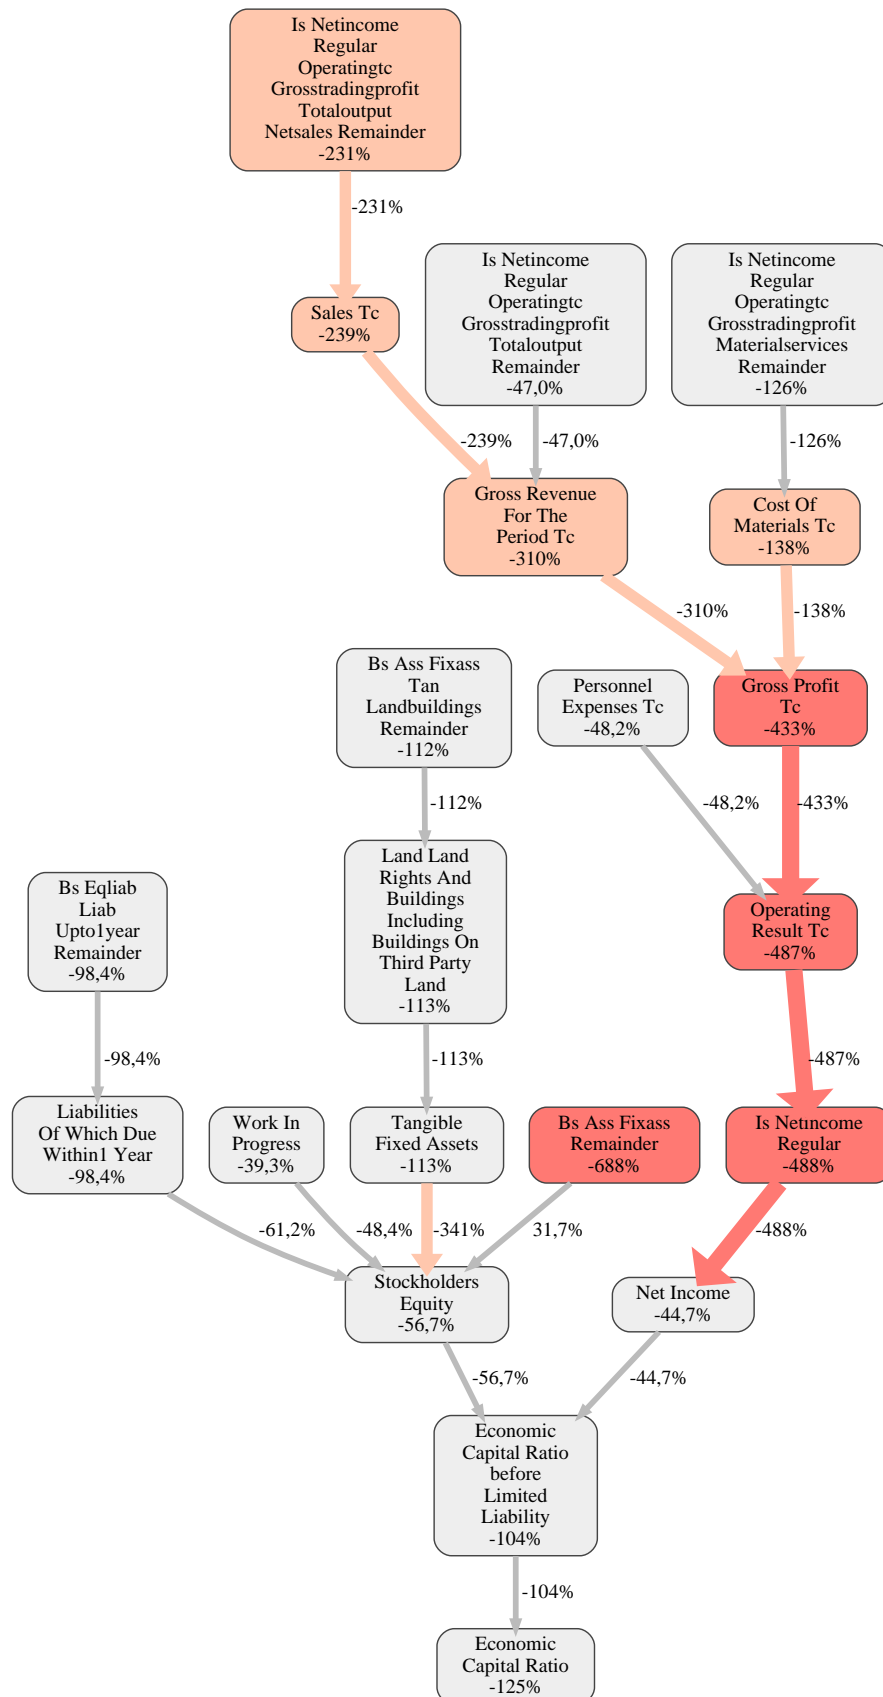 Is Netincome
Regular
Operatingtc
Grosstradingprofit
Totaloutput
Netsales Remainder
-231%
-231%
Sales Tc
-239%
Is Netincome
Regular
Operatingtc
Grosstradingprofit
Totaloutput
Remainder
-47,0%
Is Netincome
Regular
Operatingtc
Grosstradingprofit
Materialservices
Remainder
-126%
-239%
-47,0%
-126%
Gross Revenue
For The
Period Tc
-310%
Cost Of
Materials Tc
-138%
-310%
-138%
Bs Ass Fixass
Tan
Landbuildings
Remainder
-112%
Personnel
Expenses Tc
-48,2%
Gross Profit
Tc
-433%
-112%
-48,2%
-433%
Bs Eqliab
Liab
Upto1year
Remainder
-98,4%
Land Land
Rights And
Buildings
Including
Buildings On
Third Party
Land
-113%
Operating
Result Tc
-487%
-98,4%
-113%
-487%
Liabilities
Of Which Due
Within1 Year
-98,4%
Work In
Progress
-39,3%
Tangible
Fixed Assets
-113%
Bs Ass Fixass
Remainder
-688%
Is Netincome
Regular
-488%
-61,2%
-48,4%
-341%
31,7%
-488%
Stockholders
Equity
-56,7%
Net Income
-44,7%
-56,7%
-44,7%
Economic
Capital Ratio
before
Limited
Liability
-104%
-104%
Economic
Capital Ratio
-125%